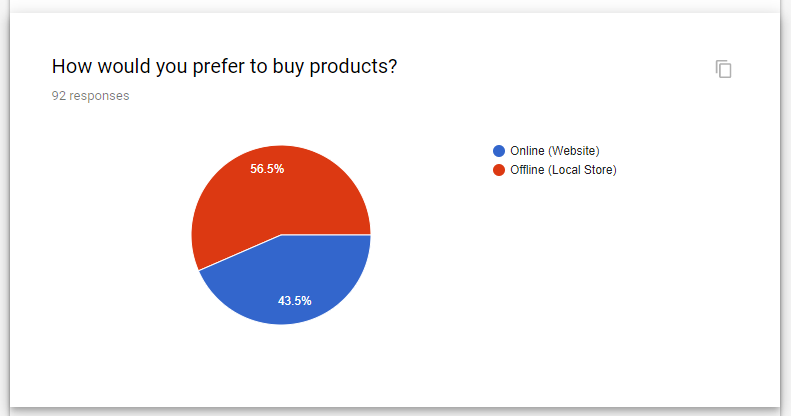 How would you prefer to buy products?
92 responses
Online (Website)
Offline (Local Store)
56.5%
43.5%